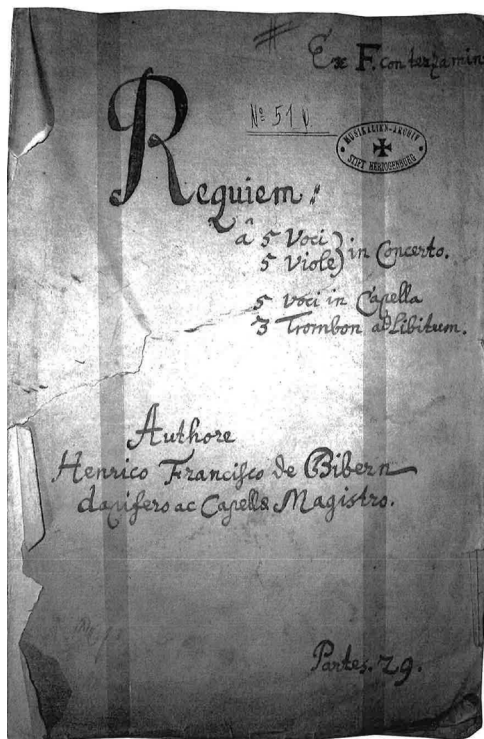 Ex F. con terza min
Nº 51 V.
MUSIKALIEN-ARCHIV
STIFT HERZOGENBURG
Requiem:
â 5 Voci
5 Viole } in Concerto.
5 Voci in Capella
3 Trombon ad Libitum.
Authore
Henrico Francisco de Bibern
dapifero ac Capellæ Magistro.
Partes. 29.